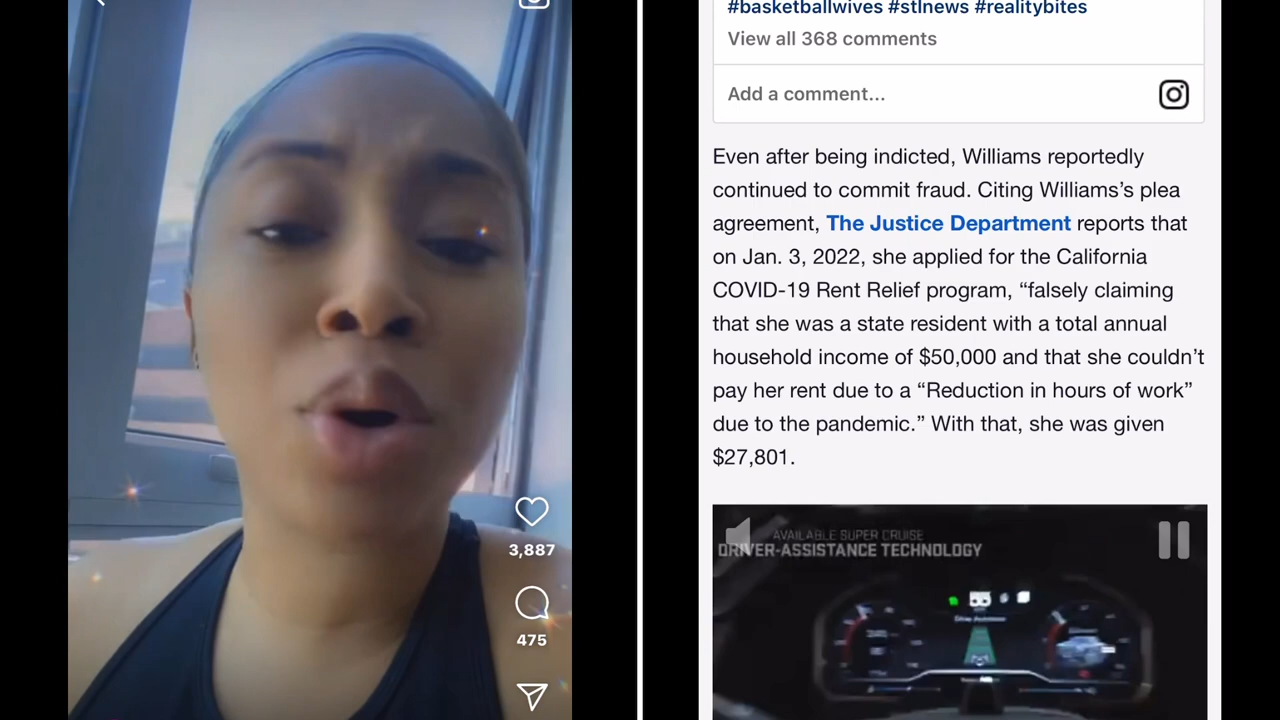 3,887
475
#basketballwives #stlnews #realitybites
View all 368 comments
Add a comment...
Even after being indicted, Williams reportedly
continued to commit fraud. Citing Williams’s plea
agreement, The Justice Department reports that
on Jan. 3, 2022, she applied for the California
COVID-19 Rent Relief program, “falsely claiming
that she was a state resident with a total annual
household income of $50,000 and that she couldn’t
pay her rent due to a “Reduction in hours of work”
due to the pandemic.” With that, she was given
$27,801.
AVAILABLE SUPER CRUISE
DRIVER-ASSISTANCE TECHNOLOGY